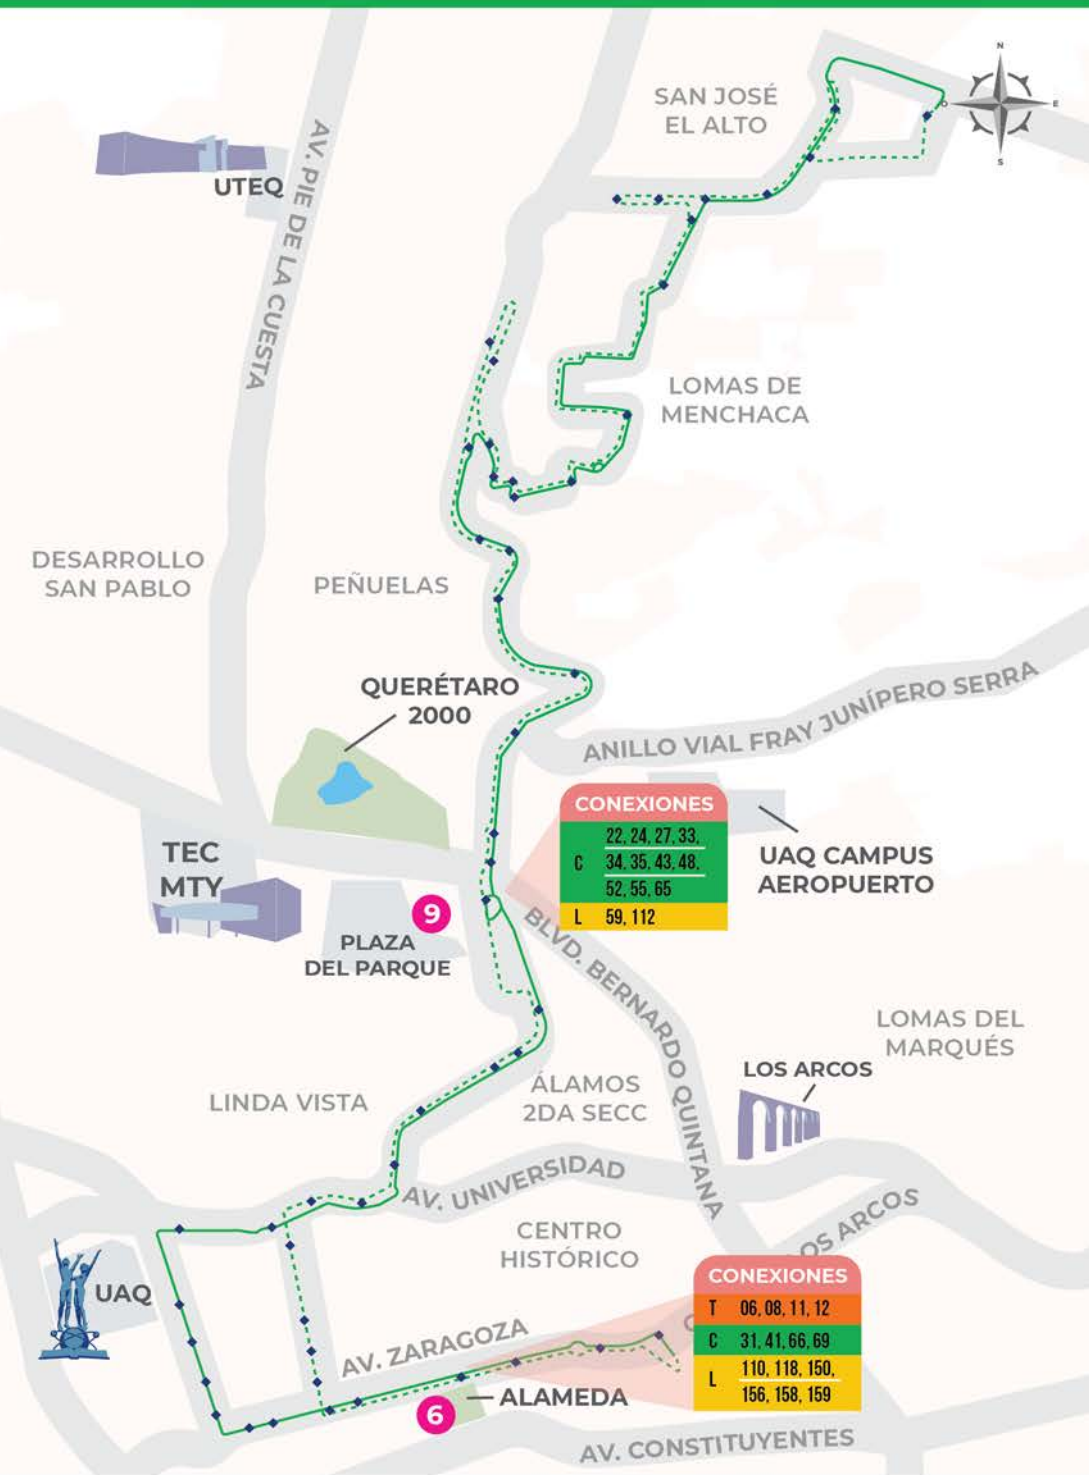 N
O
E
S
SAN JOSÉ
EL ALTO
UTEQ
AV. PIE DE LA CUESTA
LOMAS DE
MENCHACA
DESARROLLO
SAN PABLO
PEÑUELAS
QUERÉTARO
2000
ANILLO VIAL FRAY JUNÍPERO SERRA
CONEXIONES
C
22, 24, 27, 33,
34, 35, 43, 48,
52, 55, 65
L 59, 112
UAQ CAMPUS
AEROPUERTO
TEC
MTY
9
PLAZA
DEL PARQUE
BLVD. BERNARDO QUINTANA
LOMAS DEL
MARQUÉS
LOS ARCOS
LINDA VISTA
ÁLAMOS
2DA SECC
AV. UNIVERSIDAD
CENTRO
HISTÓRICO
LOS ARCOS
UAQ
CONEXIONES
T 06, 08, 11, 12
C 31, 41, 66, 69
L
110, 118, 150,
156, 158, 159
AV. ZARAGOZA
ALAMEDA
6
AV. CONSTITUYENTES